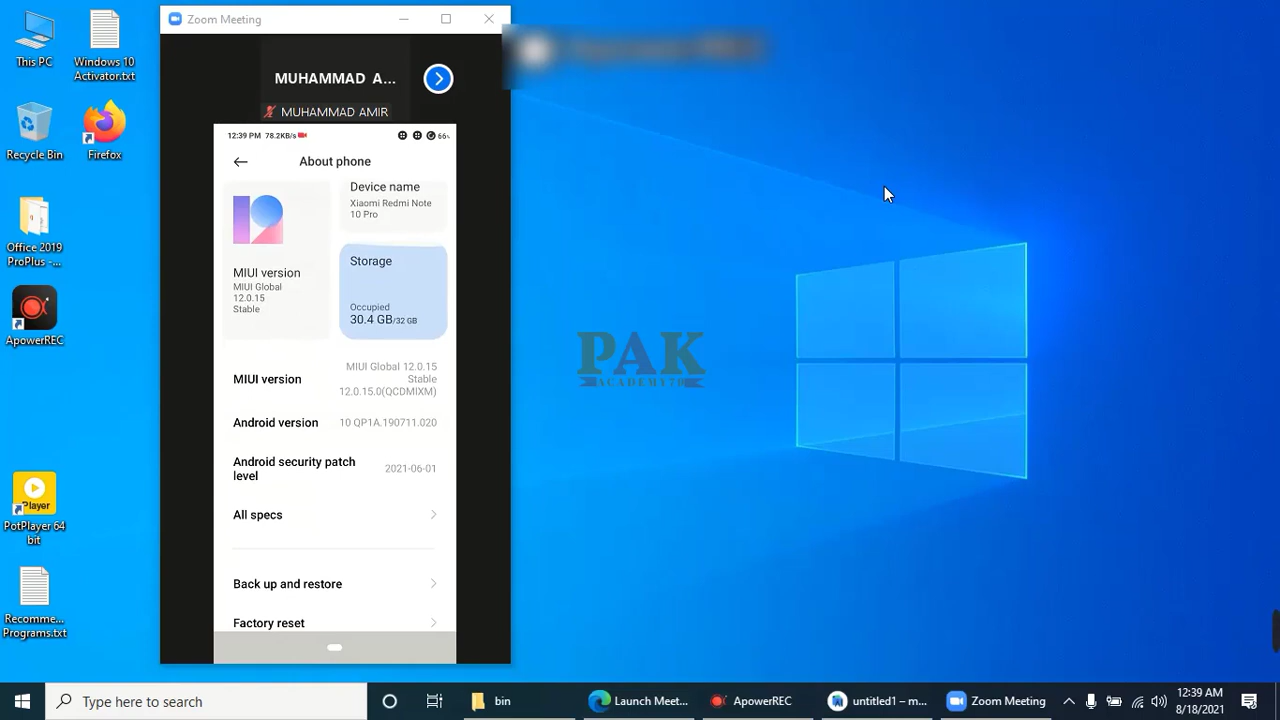 This PC
Windows 10
Activator.txt
Recycle Bin
Firefox
Office 2019
ProPlus -...
ApowerREC
Player
PotPlayer 64
bit
Recomme...
Programs.txt
Zoom Meeting
MUHAMMAD A...
MUHAMMAD AMIR
12:39 PM 78.2KB/s
66
About phone
Device name
Xiaomi Redmi Note
10 Pro
MIUI version
MIUI Global
12.0.15
Stable
Storage
Occupied
30.4 GB/32 GB
MIUI version
MIUI Global 12.0.15
Stable
12.0.15.0(QCDMIXM)
Android version
10 QP1A.190711.020
Android security patch
level
2021-06-01
All specs
Back up and restore
Factory reset
PAK
ACADEMY70
Type here to search
bin
Launch Meet...
ApowerREC
untitled1 – m...
Zoom Meeting
12:39 AM
8/18/2021